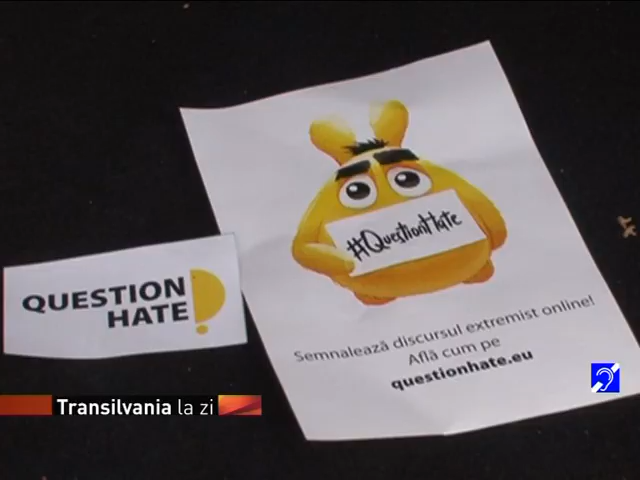 #QuestionHate
QUESTION
HATE
Semnalează discursul extremist online!
Află cum pe
questionhate.eu
Transilvania la zi